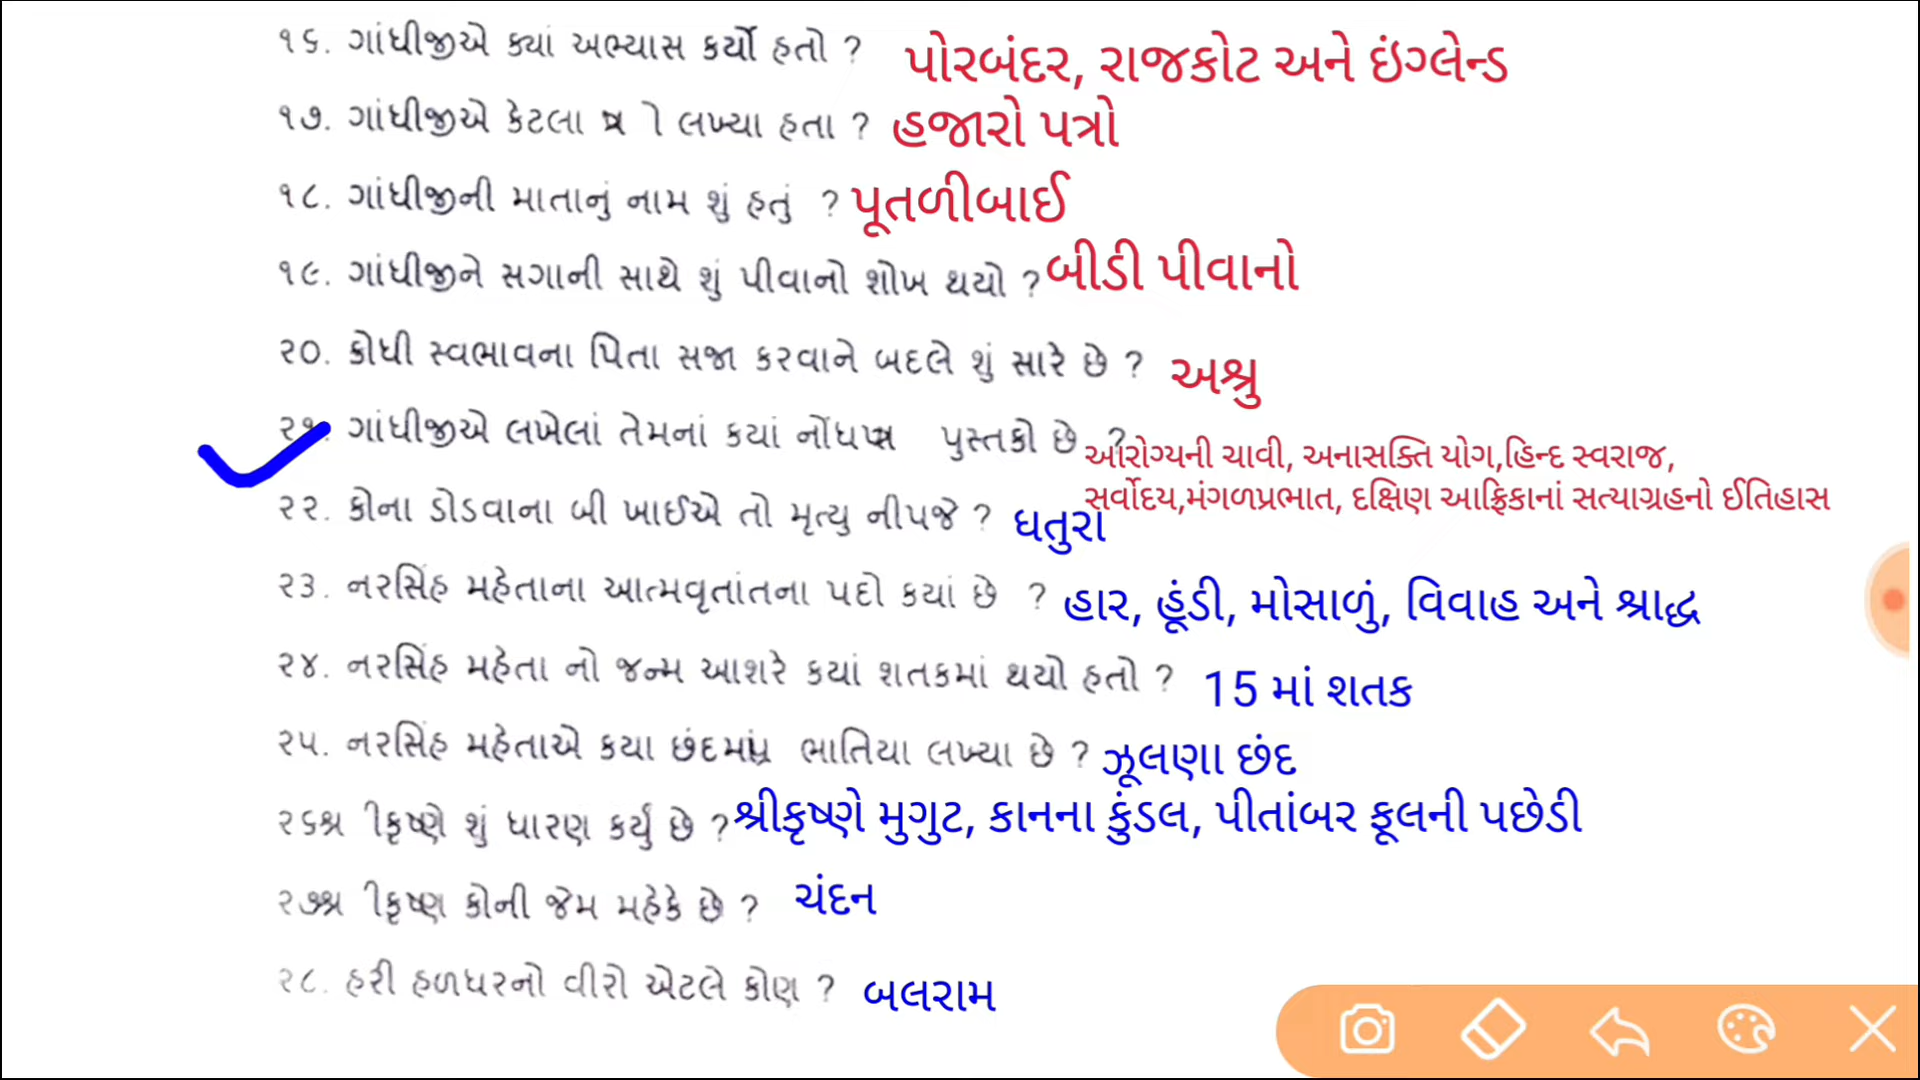 ૧૬. ગાંધીજીએ ક્યાં અભ્યાસ કર્યો હતો ? પોરબંદર, રાજકોટ અને ઇંગ્લેન્ડ
૧૭. ગાંધીજીએ કેટલા પત્રો લખ્યા હતા ? હજારો પત્રો
૧૮. ગાંધીજીની માતાનું નામ શું હતું ? પૂતળીબાઈ
૧૯. ગાંધીજીને સગાની સાથે શું પીવાનો શોખ થયો ? બીડી પીવાનો
૨૦. ક્રોધી સ્વભાવના પિતા સજા કરવાને બદલે શું સારે છે ? અશ્રુ
૨૧. ગાંધીજીએ લખેલાં તેમનાં કયાં નોંધપાત્ર પુસ્તકો છે ? આરોગ્યની ચાવી, અનાસક્તિ યોગ,હિન્દ સ્વરાજ,
સર્વોદય,મંગળપ્રભાત, દક્ષિણ આફ્રિકાનાં સત્યાગ્રહનો ઈતિહાસ
૨૨. કોના ડોડવાના બી ખાઈએ તો મૃત્યુ નીપજે ? ધતુરા
૨૩. નરસિંહ મહેતાના આત્મવૃતાંતના પદો કયાં છે ? હાર, હૂંડી, મોસાળું, વિવાહ અને શ્રાદ્ધ
૨૪. નરસિંહ મહેતા નો જન્મ આશરે કયાં શતકમાં થયો હતો ? 15 માં શતક
૨૫. નરસિંહ મહેતાએ કયા છંદમાં પ્રભાતિયા લખ્યા છે ? ઝૂલણા છંદ
૨૬ શ્રીકૃષ્ણે શું ધારણ કર્યું છે ? શ્રીકૃષ્ણે મુગુટ, કાનના કુંડલ, પીતાંબર ફૂલની પછેડી
૨૭ શ્રીકૃષ્ણ કોની જેમ મહેકે છે ? ચંદન
૨૮. હરી હળધરનો વીરો એટલે કોણ ? બલરામ